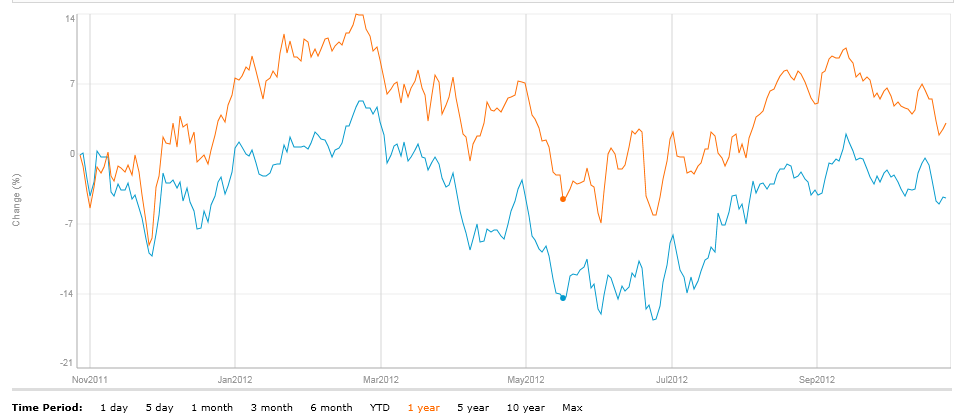 14
7
0
-7
-14
-21
Change (%)
Nov2011 Jan2012 Mar2012 May2012 Jul2012 Sep2012
Time Period: 1 day 5 day 1 month 3 month 6 month YTD 1 year 5 year 10 year Max